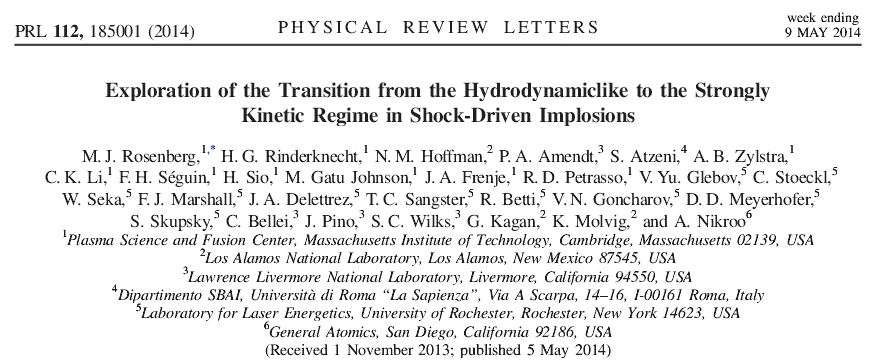 PRL 112, 185001 (2014)
PHYSICAL REVIEW LETTERS
week ending
9 MAY 2014
Exploration of the Transition from the Hydrodynamiclike to the Strongly
Kinetic Regime in Shock-Driven Implosions
M. J. Rosenberg,1,* H. G. Rinderknecht,1 N. M. Hoffman,2 P. A. Amendt,3 S. Atzeni,4 A. B. Zylstra,1
C. K. Li,1 F. H. Séguin,1 H. Sio,1 M. Gatu Johnson,1 J. A. Frenje,1 R. D. Petrasso,1 V. Yu. Glebov,5 C. Stoeckl,5
W. Seka,5 F. J. Marshall,5 J. A. Delettrez,5 T. C. Sangster,5 R. Betti,5 V. N. Goncharov,5 D. D. Meyerhofer,5
S. Skupsky,5 C. Bellei,3 J. Pino,3 S. C. Wilks,3 G. Kagan,2 K. Molvig,2 and A. Nikroo6
1Plasma Science and Fusion Center, Massachusetts Institute of Technology, Cambridge, Massachusetts 02139, USA
2Los Alamos National Laboratory, Los Alamos, New Mexico 87545, USA
3Lawrence Livermore National Laboratory, Livermore, California 94550, USA
4Dipartimento SBAI, Università di Roma “La Sapienza”, Via A Scarpa, 14–16, I-00161 Roma, Italy
5Laboratory for Laser Energetics, University of Rochester, Rochester, New York 14623, USA
6General Atomics, San Diego, California 92186, USA
(Received 1 November 2013; published 5 May 2014)